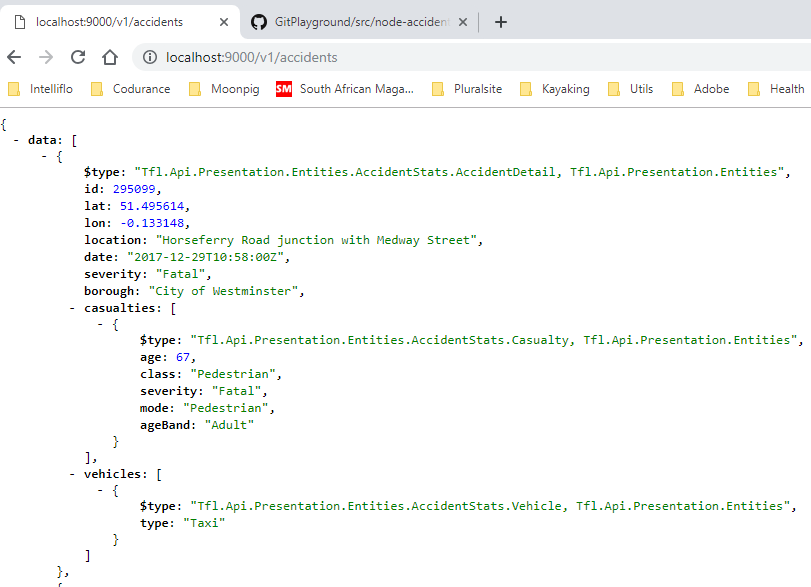 localhost:9000/v1/accidents
GitPlayground/src/node-acciden
localhost:9000/v1/accidents
Intelliflo Codurance Moonpig SM South African Maga... Pluralsite Kayaking Utils Adobe Health
{
- data: [
- {
$type: "Tfl.Api.Presentation.Entities.AccidentStats.AccidentDetail, Tfl.Api.Presentation.Entities",
id: 295099,
lat: 51.495614,
lon: -0.133148,
location: "Horseferry Road junction with Medway Street",
date: "2017-12-29T10:58:00Z",
severity: "Fatal",
borough: "City of Westminster",
- casualties: [
- {
$type: "Tfl.Api.Presentation.Entities.AccidentStats.Casualty, Tfl.Api.Presentation.Entities",
age: 67,
class: "Pedestrian",
severity: "Fatal",
mode: "Pedestrian",
ageBand: "Adult"
}
],
- vehicles: [
- {
$type: "Tfl.Api.Presentation.Entities.AccidentStats.Vehicle, Tfl.Api.Presentation.Entities",
type: "Taxi"
}
]
},